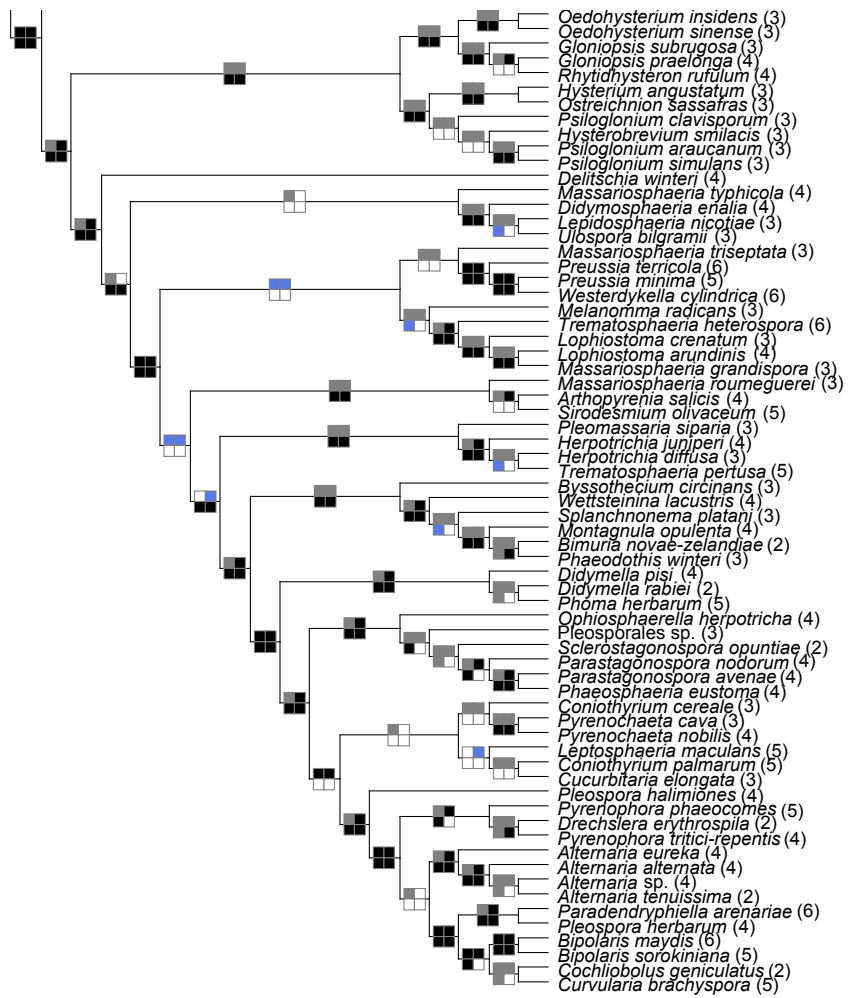 Oedohysterium insidens (3)
Oedohysterium sinense (3)
Gloniopsis subrugosa (3)
Gloniopsis praelonga (4)
Rhytidhysteron rufulum (4)
Hysterium angustatum (3)
Ostreichnion sassafras (3)
Psiloglonium clavisporum (3)
Hysterobrevium smilacis (3)
Psiloglonium araucanum (3)
Psiloglonium simulans (3)
Delitschia winteri (4)
Massariosphaeria typhicola (4)
Didymosphaeria enalia (4)
Lepidosphaeria nicotiae (3)
Ulospora bilgramii (3)
Massariosphaeria triseptata (3)
Preussia terricola (6)
Preussia minima (5)
Westerdykella cylindrica (6)
Melanomma radicans (3)
Trematosphaeria heterospora (6)
Lophiostoma crenatum (3)
Lophiostoma arundinis (4)
Massariosphaeria grandispora (3)
Massariosphaeria roumeguerei (3)
Arthopyrenia salicis (4)
Sirodesmium olivaceum (5)
Pleomassaria siparia (3)
Herpotrichia juniperi (4)
Herpotrichia diffusa (3)
Trematosphaeria pertusa (5)
Byssothecium circinans (3)
Wettsteinina lacustris (4)
Splanchnonema platani (3)
Montagnula opulenta (4)
Bimuria novae-zelandiae (2)
Phaeodothis winteri (3)
Didymella pisi (4)
Didymella rabiei (2)
Phoma herbarum (5)
Ophiosphaerella herpotricha (4)
Pleosporales sp. (3)
Sclerostagonospora opuntiae (2)
Parastagonospora nodorum (4)
Parastagonospora avenae (4)
Phaeosphaeria eustoma (4)
Coniothyrium cereale (3)
Pyrenochaeta cava (3)
Pyrenochaeta nobilis (4)
Leptosphaeria maculans (5)
Coniothyrium palmarum (5)
Cucurbitaria elongata (3)
Pleospora halimiones (4)
Pyrenophora phaeocomes (5)
Drechslera erythrospila (2)
Pyrenophora tritici-repentis (4)
Alternaria eureka (4)
Alternaria alternata (4)
Alternaria sp. (4)
Alternaria tenuissima (2)
Paradendryphiella arenariae (6)
Pleospora herbarum (4)
Bipolaris maydis (6)
Bipolaris sorokiniana (5)
Cochliobolus geniculatus (2)
Curvularia brachyspora (5)